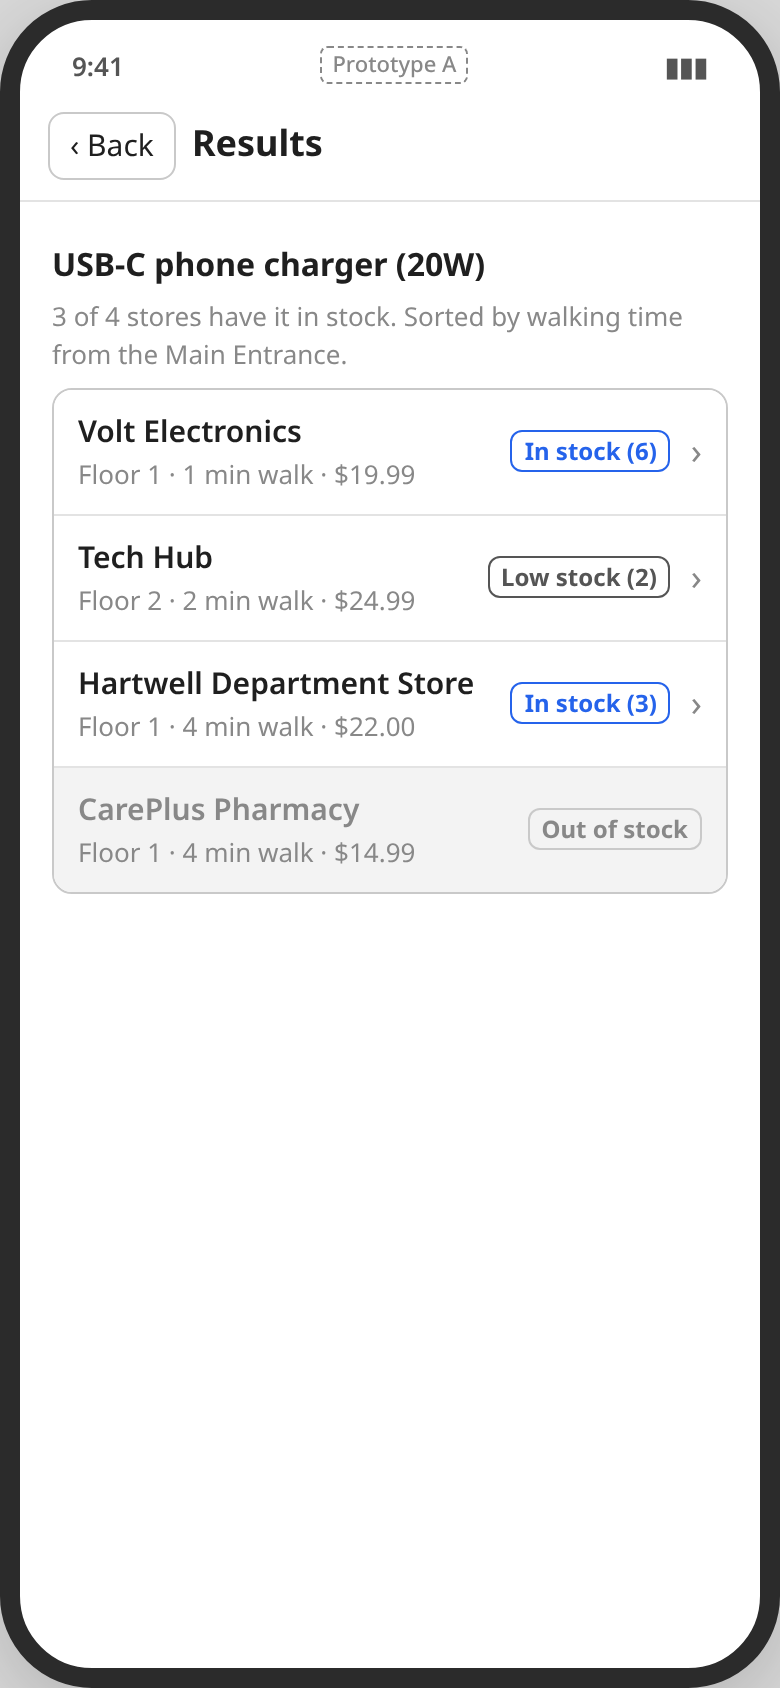 9:41
Prototype A
‹ Back
Results
USB-C phone charger (20W)
3 of 4 stores have it in stock. Sorted by walking time
from the Main Entrance.
Volt Electronics
Floor 1 · 1 min walk · $19.99
In stock (6)
Tech Hub
Floor 2 · 2 min walk · $24.99
Low stock (2)
Hartwell Department Store
Floor 1 · 4 min walk · $22.00
In stock (3)
CarePlus Pharmacy
Floor 1 · 4 min walk · $14.99
Out of stock